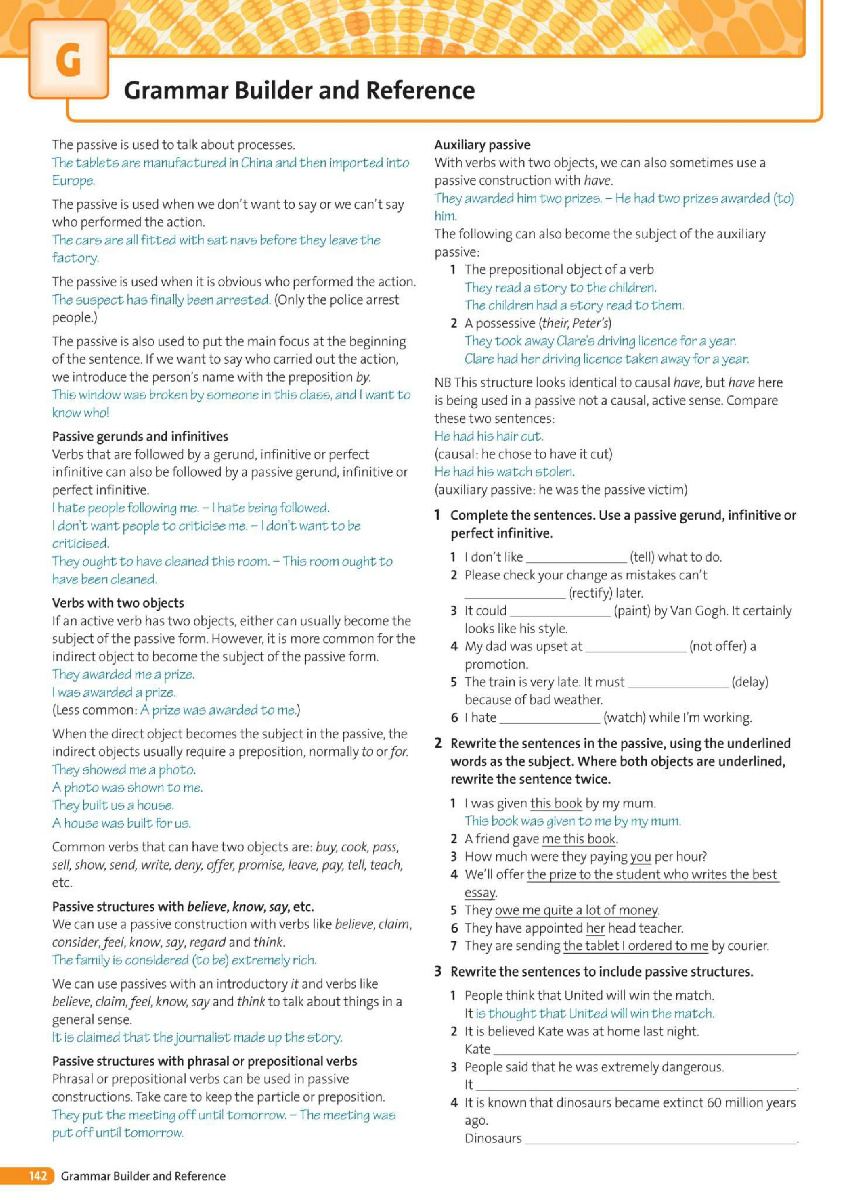 G
Grammar Builder and Reference
The passive is used to talk about processes.
The tablets are manufactured in China and then imported into
Europe.
The passive is used when we don't want to say or we can't say
who performed the action.
The cars are all fitted with sat navs before they leave the
factory.
The passive is used when it is obvious who performed the action.
The suspect has finally been arrested. (Only the police arrest
people.)
The passive is also used to put the main focus at the beginning
of the sentence. If we want to say who carried out the action,
we introduce the person's name with the preposition by.
This window was broken by someone in this class, and I want to
know who!
Passive gerunds and infinitives
Verbs that are followed by a gerund, infinitive or perfect
infinitive can also be followed by a passive gerund, infinitive or
perfect infinitive.
I hate people following me. – I hate being followed.
I don't want people to criticise me. – I don't want to be
criticised.
They ought to have cleaned this room. – This room ought to
have been cleaned.
Verbs with two objects
If an active verb has two objects, either can usually become the
subject of the passive form. However, it is more common for the
indirect object to become the subject of the passive form.
They awarded me a prize.
I was awarded a prize.
(Less common: A prize was awarded to me.)
When the direct object becomes the subject in the passive, the
indirect objects usually require a preposition, normally to or for.
They showed me a photo.
A photo was shown to me.
They built us a house.
A house was built for us.
Common verbs that can have two objects are: buy, cook, pass,
sell, show, send, write, deny, offer, promise, leave, pay, tell, teach,
etc.
Passive structures with believe, know, say, etc.
We can use a passive construction with verbs like believe, claim,
consider, feel, know, say, regard and think.
The family is considered (to be) extremely rich.
We can use passives with an introductory it and verbs like
believe, claim, feel, know, say and think to talk about things in a
general sense.
It is claimed that the journalist made up the story.
Passive structures with phrasal or prepositional verbs
Phrasal or prepositional verbs can be used in passive
constructions. Take care to keep the particle or preposition.
They put the meeting off until tomorrow. – The meeting was
put off until tomorrow.
Auxiliary passive
With verbs with two objects, we can also sometimes use a
passive construction with have.
They awarded him two prizes. – He had two prizes awarded (to)
him.
The following can also become the subject of the auxiliary
passive:
1 The prepositional object of a verb
They read a story to the children.
The children had a story read to them.
2 A possessive (their, Peter's)
They took away Clare's driving licence for a year.
Clare had her driving licence taken away for a year.
NB This structure looks identical to causal have, but have here
is being used in a passive not a causal, active sense. Compare
these two sentences:
He had his hair cut.
(causal: he chose to have it cut)
He had his watch stolen.
(auxiliary passive: he was the passive victim)
1 Complete the sentences. Use a passive gerund, infinitive or
perfect infinitive.
1 I don't like ______________ (tell) what to do.
2 Please check your change as mistakes can't
______________ (rectify) later.
3 It could ______________ (paint) by Van Gogh. It certainly
looks like his style.
4 My dad was upset at ______________ (not offer) a
promotion.
5 The train is very late. It must ______________ (delay)
because of bad weather.
6 I hate ______________ (watch) while I'm working.
2 Rewrite the sentences in the passive, using the underlined
words as the subject. Where both objects are underlined,
rewrite the sentence twice.
1 I was given this book by my mum.
This book was given to me by my mum.
2 A friend gave me this book.
3 How much were they paying you per hour?
4 We'll offer the prize to the student who writes the best
essay.
5 They owe me quite a lot of money.
6 They have appointed her head teacher.
7 They are sending the tablet I ordered to me by courier.
3 Rewrite the sentences to include passive structures.
1 People think that United will win the match.
It is thought that United will win the match.
2 It is believed Kate was at home last night.
Kate ______________.
3 People said that he was extremely dangerous.
It ______________.
4 It is known that dinosaurs became extinct 60 million years
ago.
Dinosaurs ______________.
142 Grammar Builder and Reference